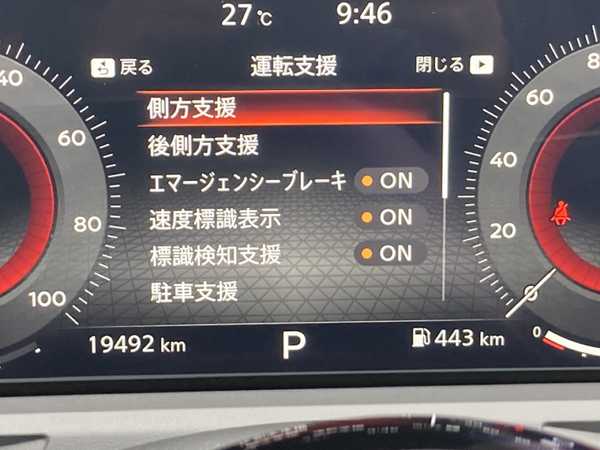 27℃ 9:46
戻る 運転支援 閉じる
側方支援
後側方支援
エマージェンシーブレーキ ON
速度標識表示 ON
標識検知支援 ON
駐車支援
40
60
80
100
80
60
40
20
0
0
19492 km P 443 km